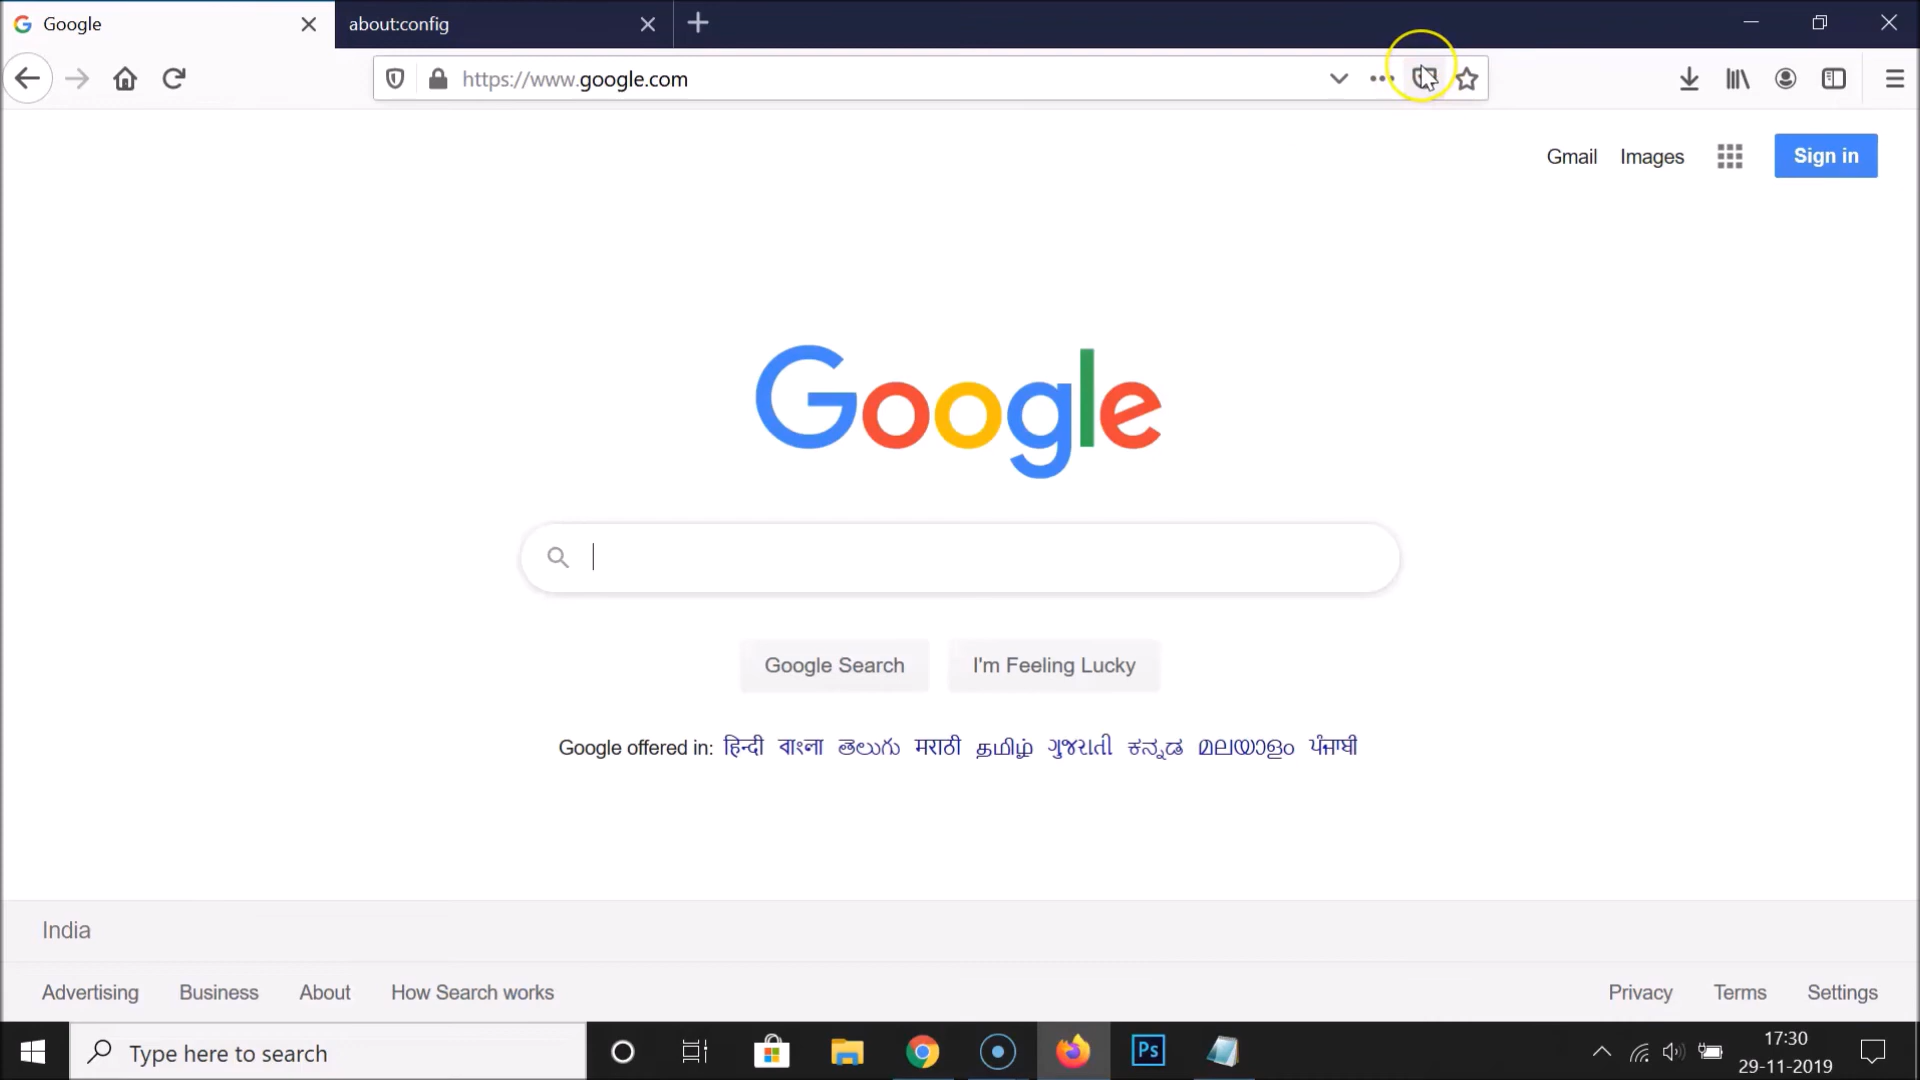 Google
about:config
https://www.google.com
Gmail Images Sign in
Google
Google Search I'm Feeling Lucky
Google offered in: हिन्दी বাংলা తెలుగు मराठी தமிழ் ગુજરાતી ಕನ್ನಡ മലയാളം ਪੰਜਾਬੀ
India
Advertising Business About How Search works Privacy Terms Settings
Type here to search Ps 17:30
29-11-2019